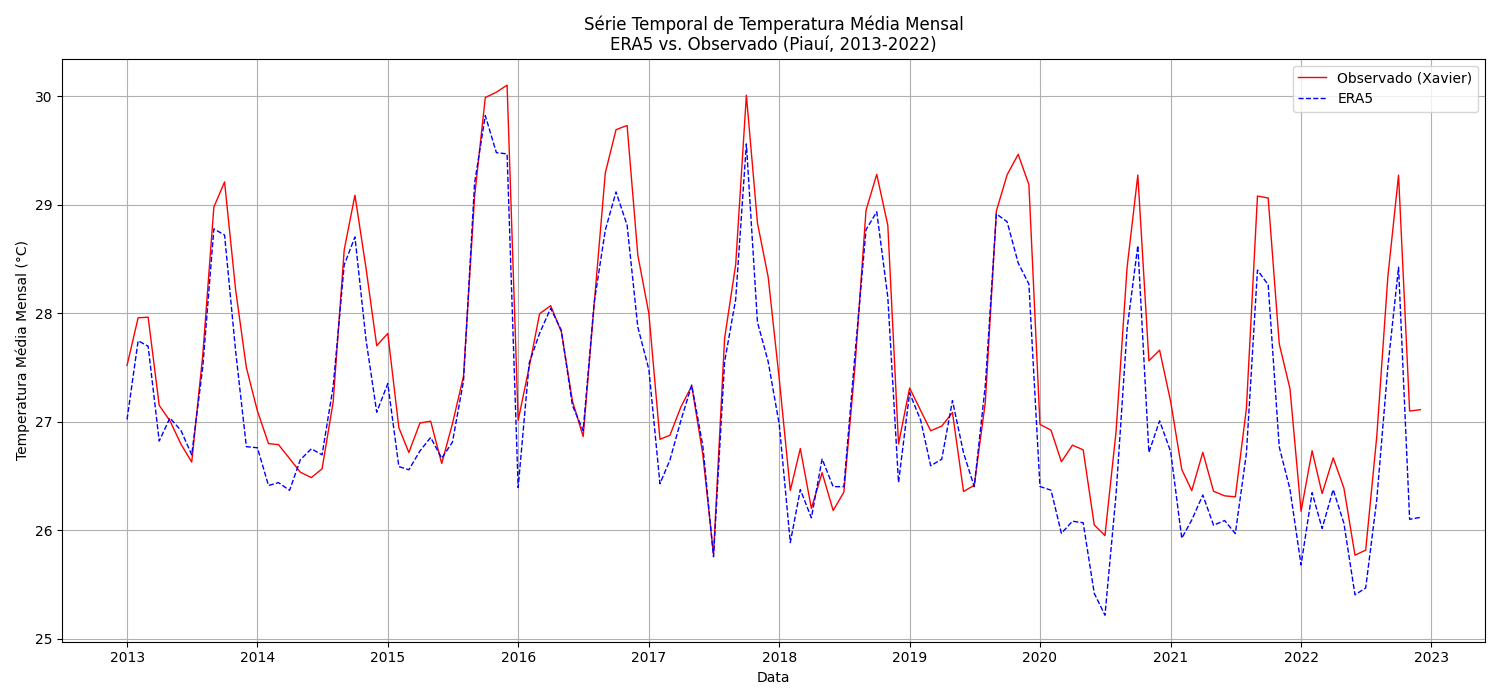 Série Temporal de Temperatura Média Mensal
ERA5 vs. Observado (Piauí, 2013-2022)
Observado (Xavier)
ERA5
Temperatura Média Mensal (°C)
30
29
28
27
26
25
2013 2014 2015 2016 2017 2018 2019 2020 2021 2022 2023
Data